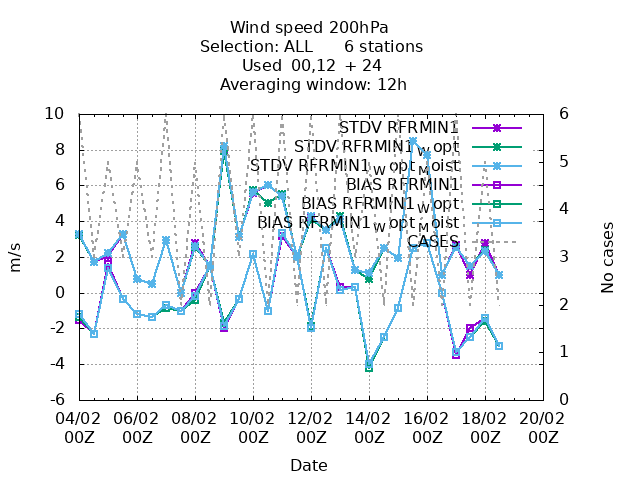 Wind speed 200hPa
Selection: ALL 6 stations
Used 00,12 + 24
Averaging window: 12h
STDV RFRMIN1
STDV RFRMIN1_W opt
STDV RFRMIN1_W opt_M oist
BIAS RFRMIN1
BIAS RFRMIN1_W opt
BIAS RFRMIN1_W opt_M oist
CASES
10
8
6
4
2
0
-2
-4
-6
m/s
6
5
4
3
2
1
0
No cases
04/02 06/02 08/02 10/02 12/02 14/02 16/02 18/02 20/02
00Z 00Z 00Z 00Z 00Z 00Z 00Z 00Z 00Z
Date